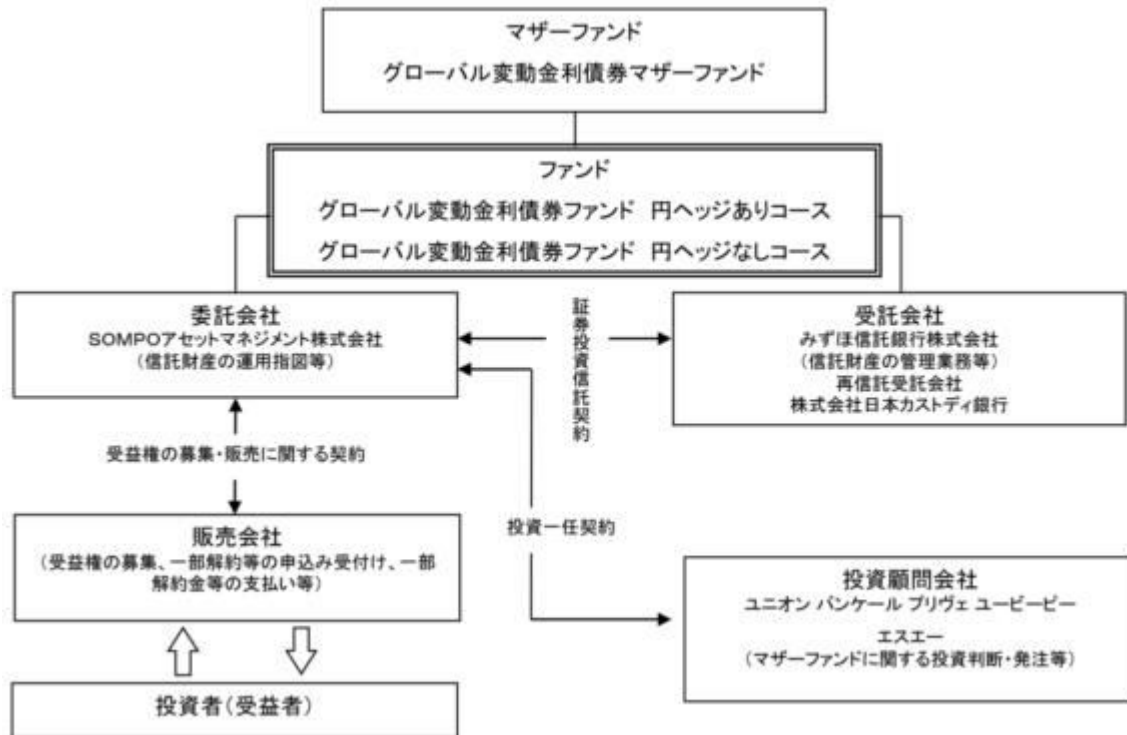 マザーファンド
グローバル変動金利債券マザーファンド
ファンド
グローバル変動金利債券ファンド 円ヘッジありコース
グローバル変動金利債券ファンド 円ヘッジなしコース
委託会社
SOMPOアセットマネジメント株式会社
(信託財産の運用指図等)
証券投資信託契約
受託会社
みずほ信託銀行株式会社
(信託財産の管理業務等)
再信託受託会社
株式会社日本カストディ銀行
受益権の募集・販売に関する契約
販売会社
(受益権の募集、一部解約等の申込み受付け、一部
解約金等の支払い等)
投資一任契約
投資顧問会社
ユニオン バンケール プリヴェ ユービーピー
エスエー
(マザーファンドに関する投資判断・発注等)
投資者(受益者)